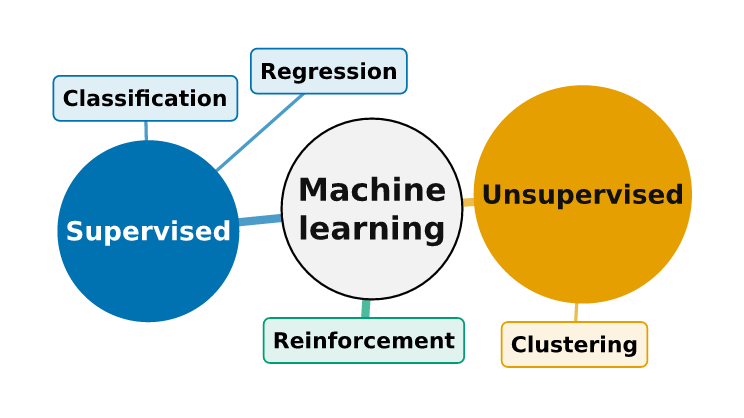 Regression
Classification
Machine
learning
Unsupervised
Supervised
Reinforcement
Clustering